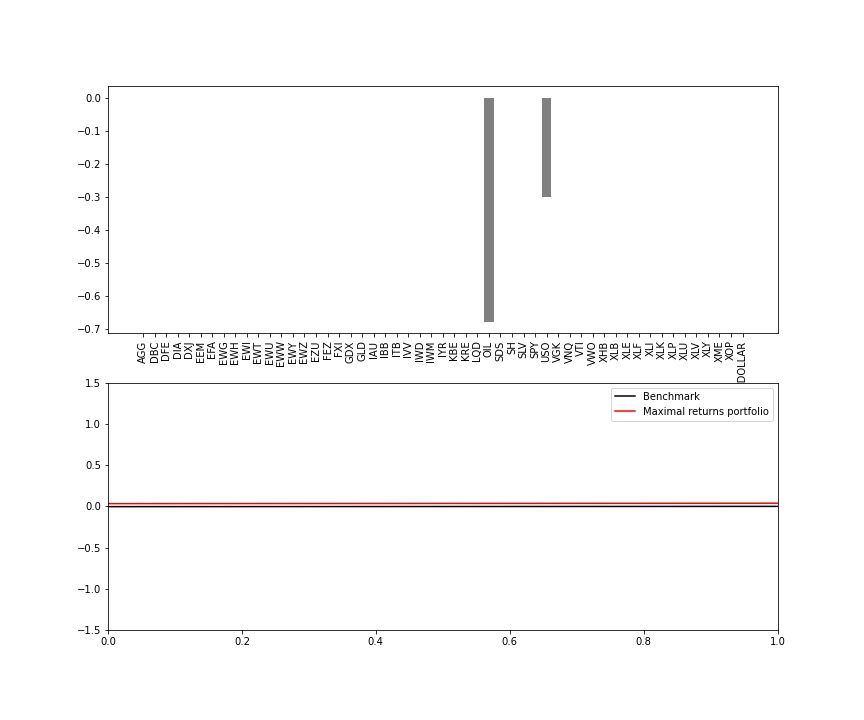 0.0
−0.1
−0.2
−0.3
−0.4
−0.5
−0.6
−0.7
AGG
DBC
DFE
DIA
DXJ
EEM
EFA
EWG
EWH
EWI
EWT
EWU
EWW
EWY
EWZ
EZU
FEZ
FXI
GDX
GLD
IAU
IBB
ITB
IVV
IWD
IWM
IYR
KBE
KRE
LQD
OIL
SDS
SH
SLV
SPY
USO
VGK
VNQ
VTI
VWO
XHB
XLB
XLE
XLF
XLI
XLK
XLP
XLU
XLV
XLY
XME
XOP
DOLLAR
1.5
1.0
0.5
0.0
−0.5
−1.0
−1.5
Benchmark
Maximal returns portfolio
0.0 0.2 0.4 0.6 0.8 1.0